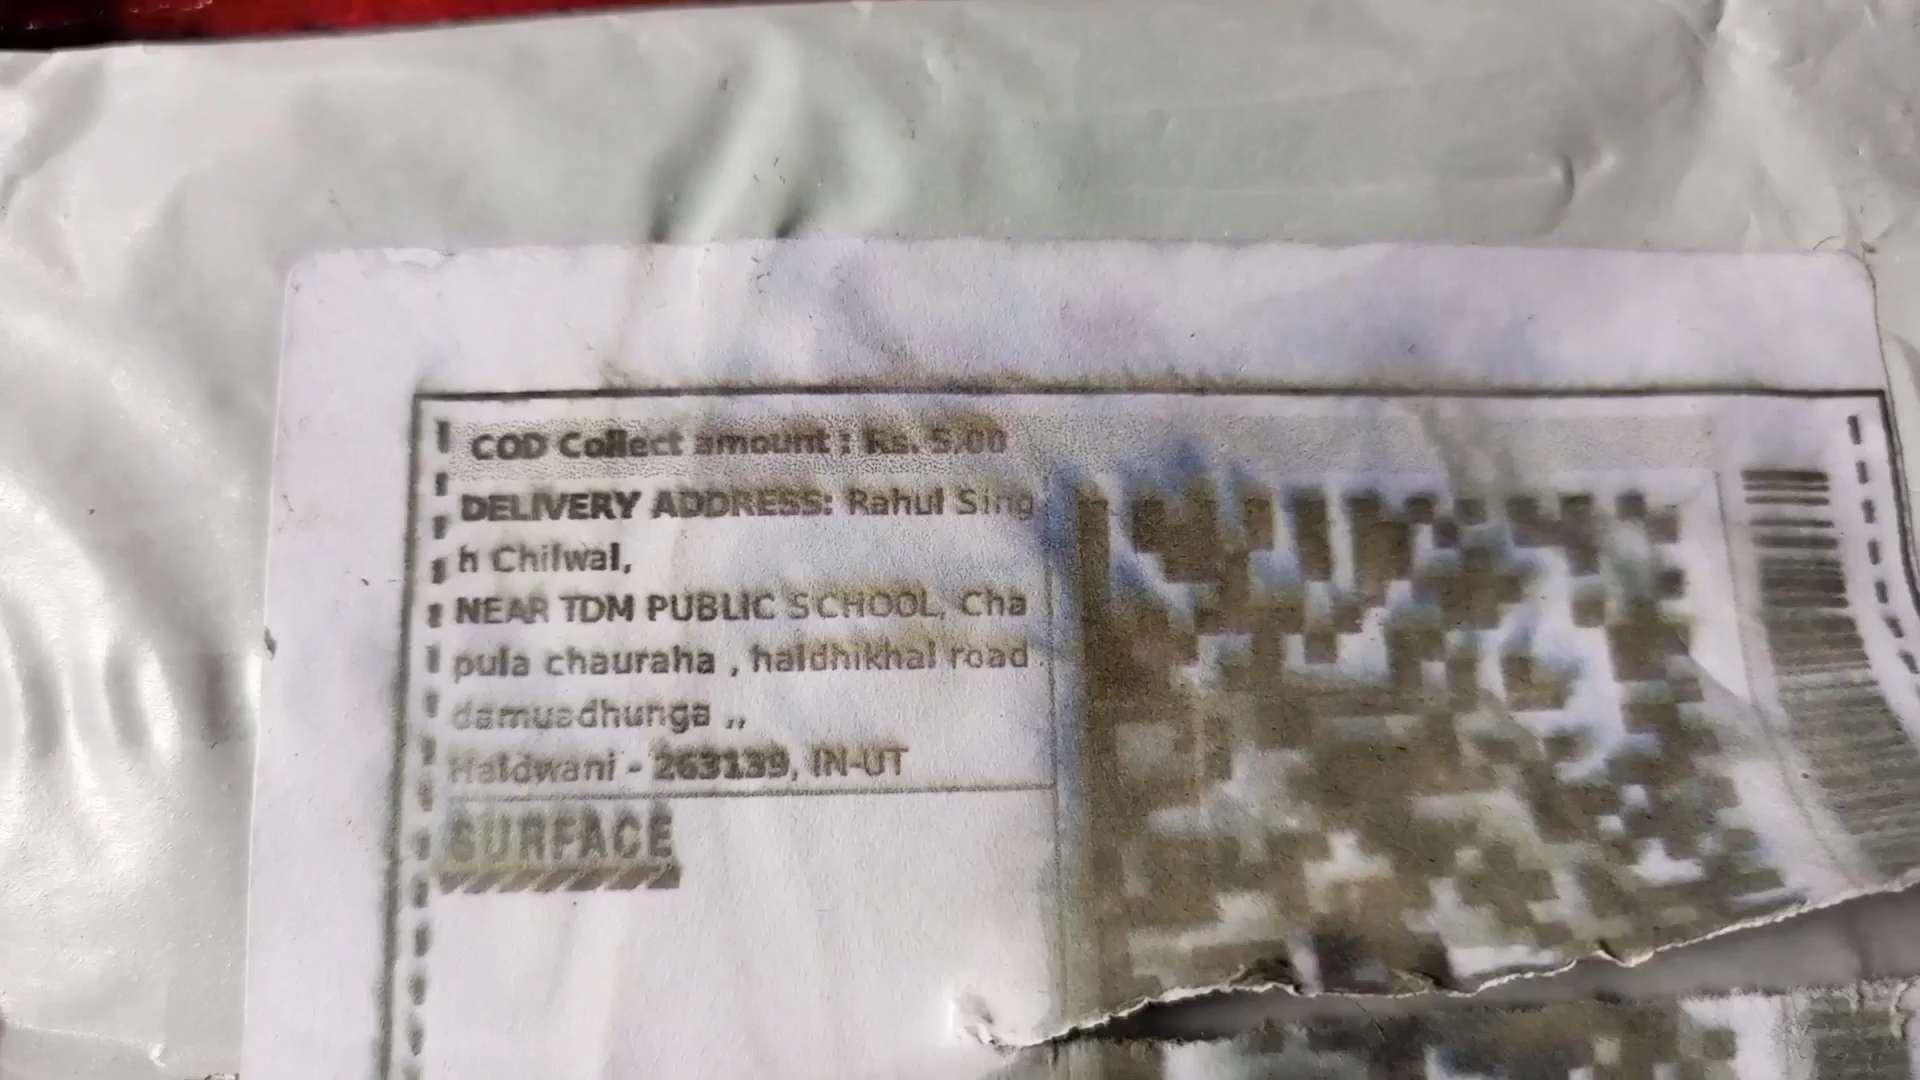 COD Collect amount : Rs. 5.00
DELIVERY ADDRESS: Rahul Sing
h Chilwal,
NEAR TDM PUBLIC SCHOOL, Cha
pula chauraha , haldhikhal road
damuadhunga ,,
Haldwani - 263139, IN-UT
SURFACE